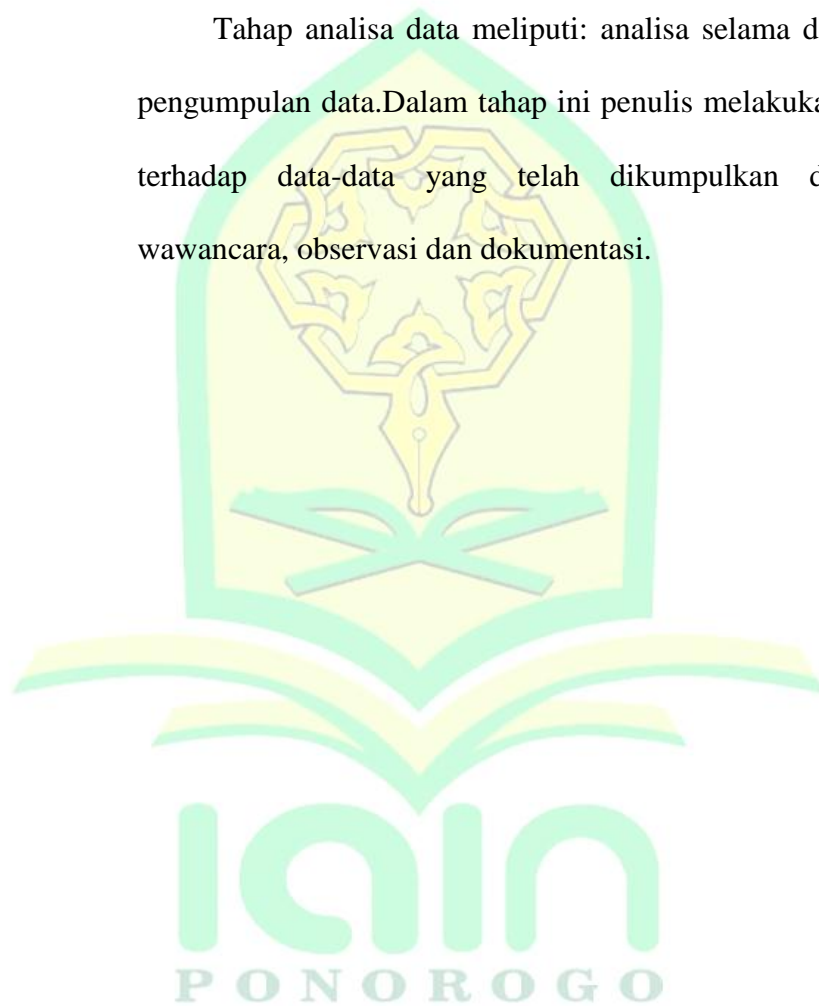 Tahap analisa data meliputi: analisa selama d
pengumpulan data.Dalam tahap ini penulis melakuka
terhadap data-data yang telah dikumpulkan d
wawancara, observasi dan dokumentasi.
IAIN
PONOROGO